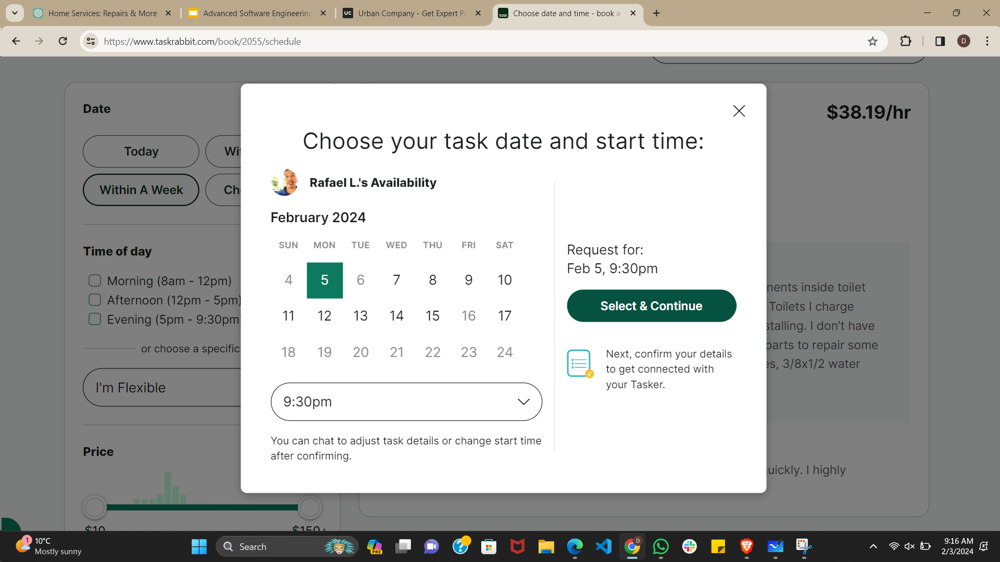 Home Services: Repairs & More
Advanced Software Engineering
Urban Company - Get Expert Pr
Choose date and time - book a
https://www.taskrabbit.com/book/2055/schedule
D
Date
$38.19/hr
Today
Within A Week
Time of day
Morning (8am - 12pm)
Afternoon (12pm - 5pm)
Evening (5pm - 9:30pm)
or choose a specific
I'm Flexible
Price
$10
$150+
Choose your task date and start time:
Rafael L.'s Availability
February 2024
SUN MON TUE WED THU FRI SAT
4 5 6 7 8 9 10
11 12 13 14 15 16 17
18 19 20 21 22 23 24
9:30pm
You can chat to adjust task details or change start time
after confirming.
Request for:
Feb 5, 9:30pm
Select & Continue
Next, confirm your details
to get connected with
your Tasker.
inside toilet
Toilets I charge
I don't have
parts to repair some
3/8x1/2 water
I highly
1
10°C
Mostly sunny
Search
PRE
D
9:16 AM
2/3/2024